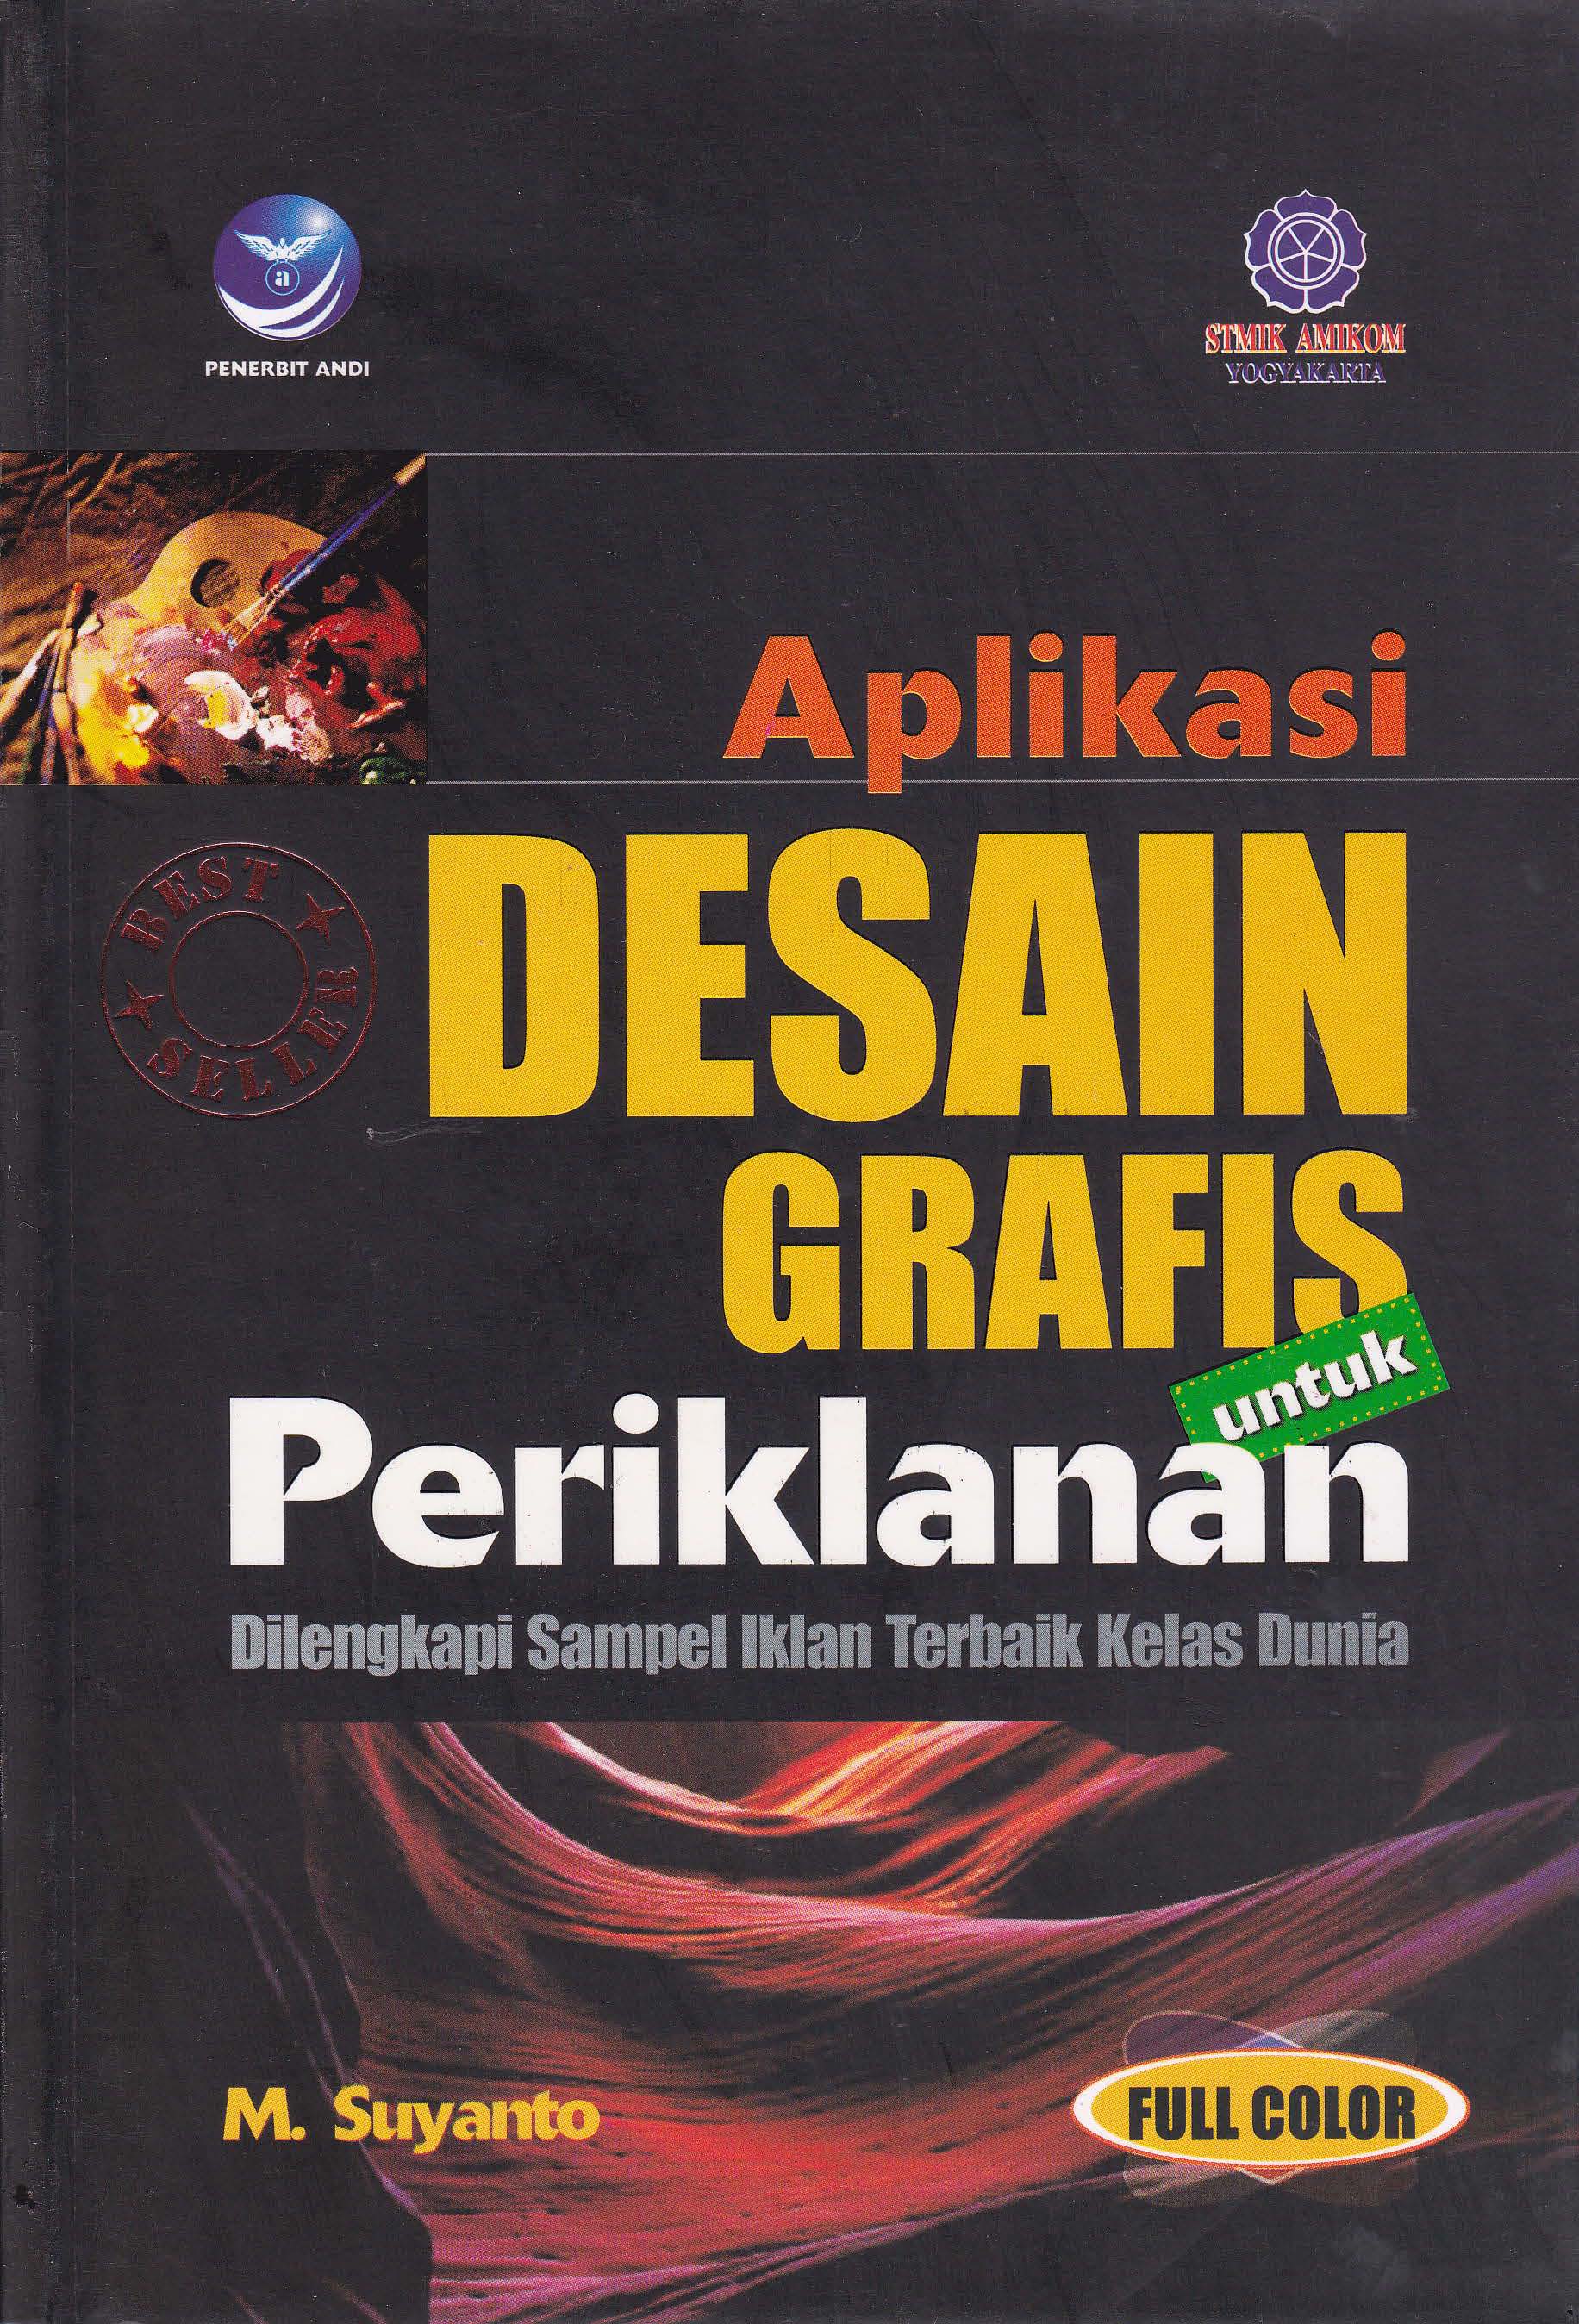 PENERBIT ANDI
a
STMIK AMIKOM
YOGYAKARTA
Aplikasi
BEST
SELLER
DESAIN
GRAFIS
untuk
Periklanan
Dilengkapi Sampel Iklan Terbaik Kelas Dunia
M. Suyanto
FULL COLOR